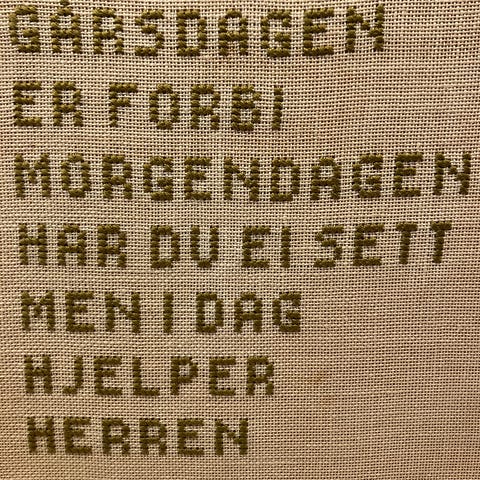 GÅRSDAGEN
ER FORBI
MORGENDAGEN
HAR DU EI SETT
MEN I DAG
HJELPER
HERREN